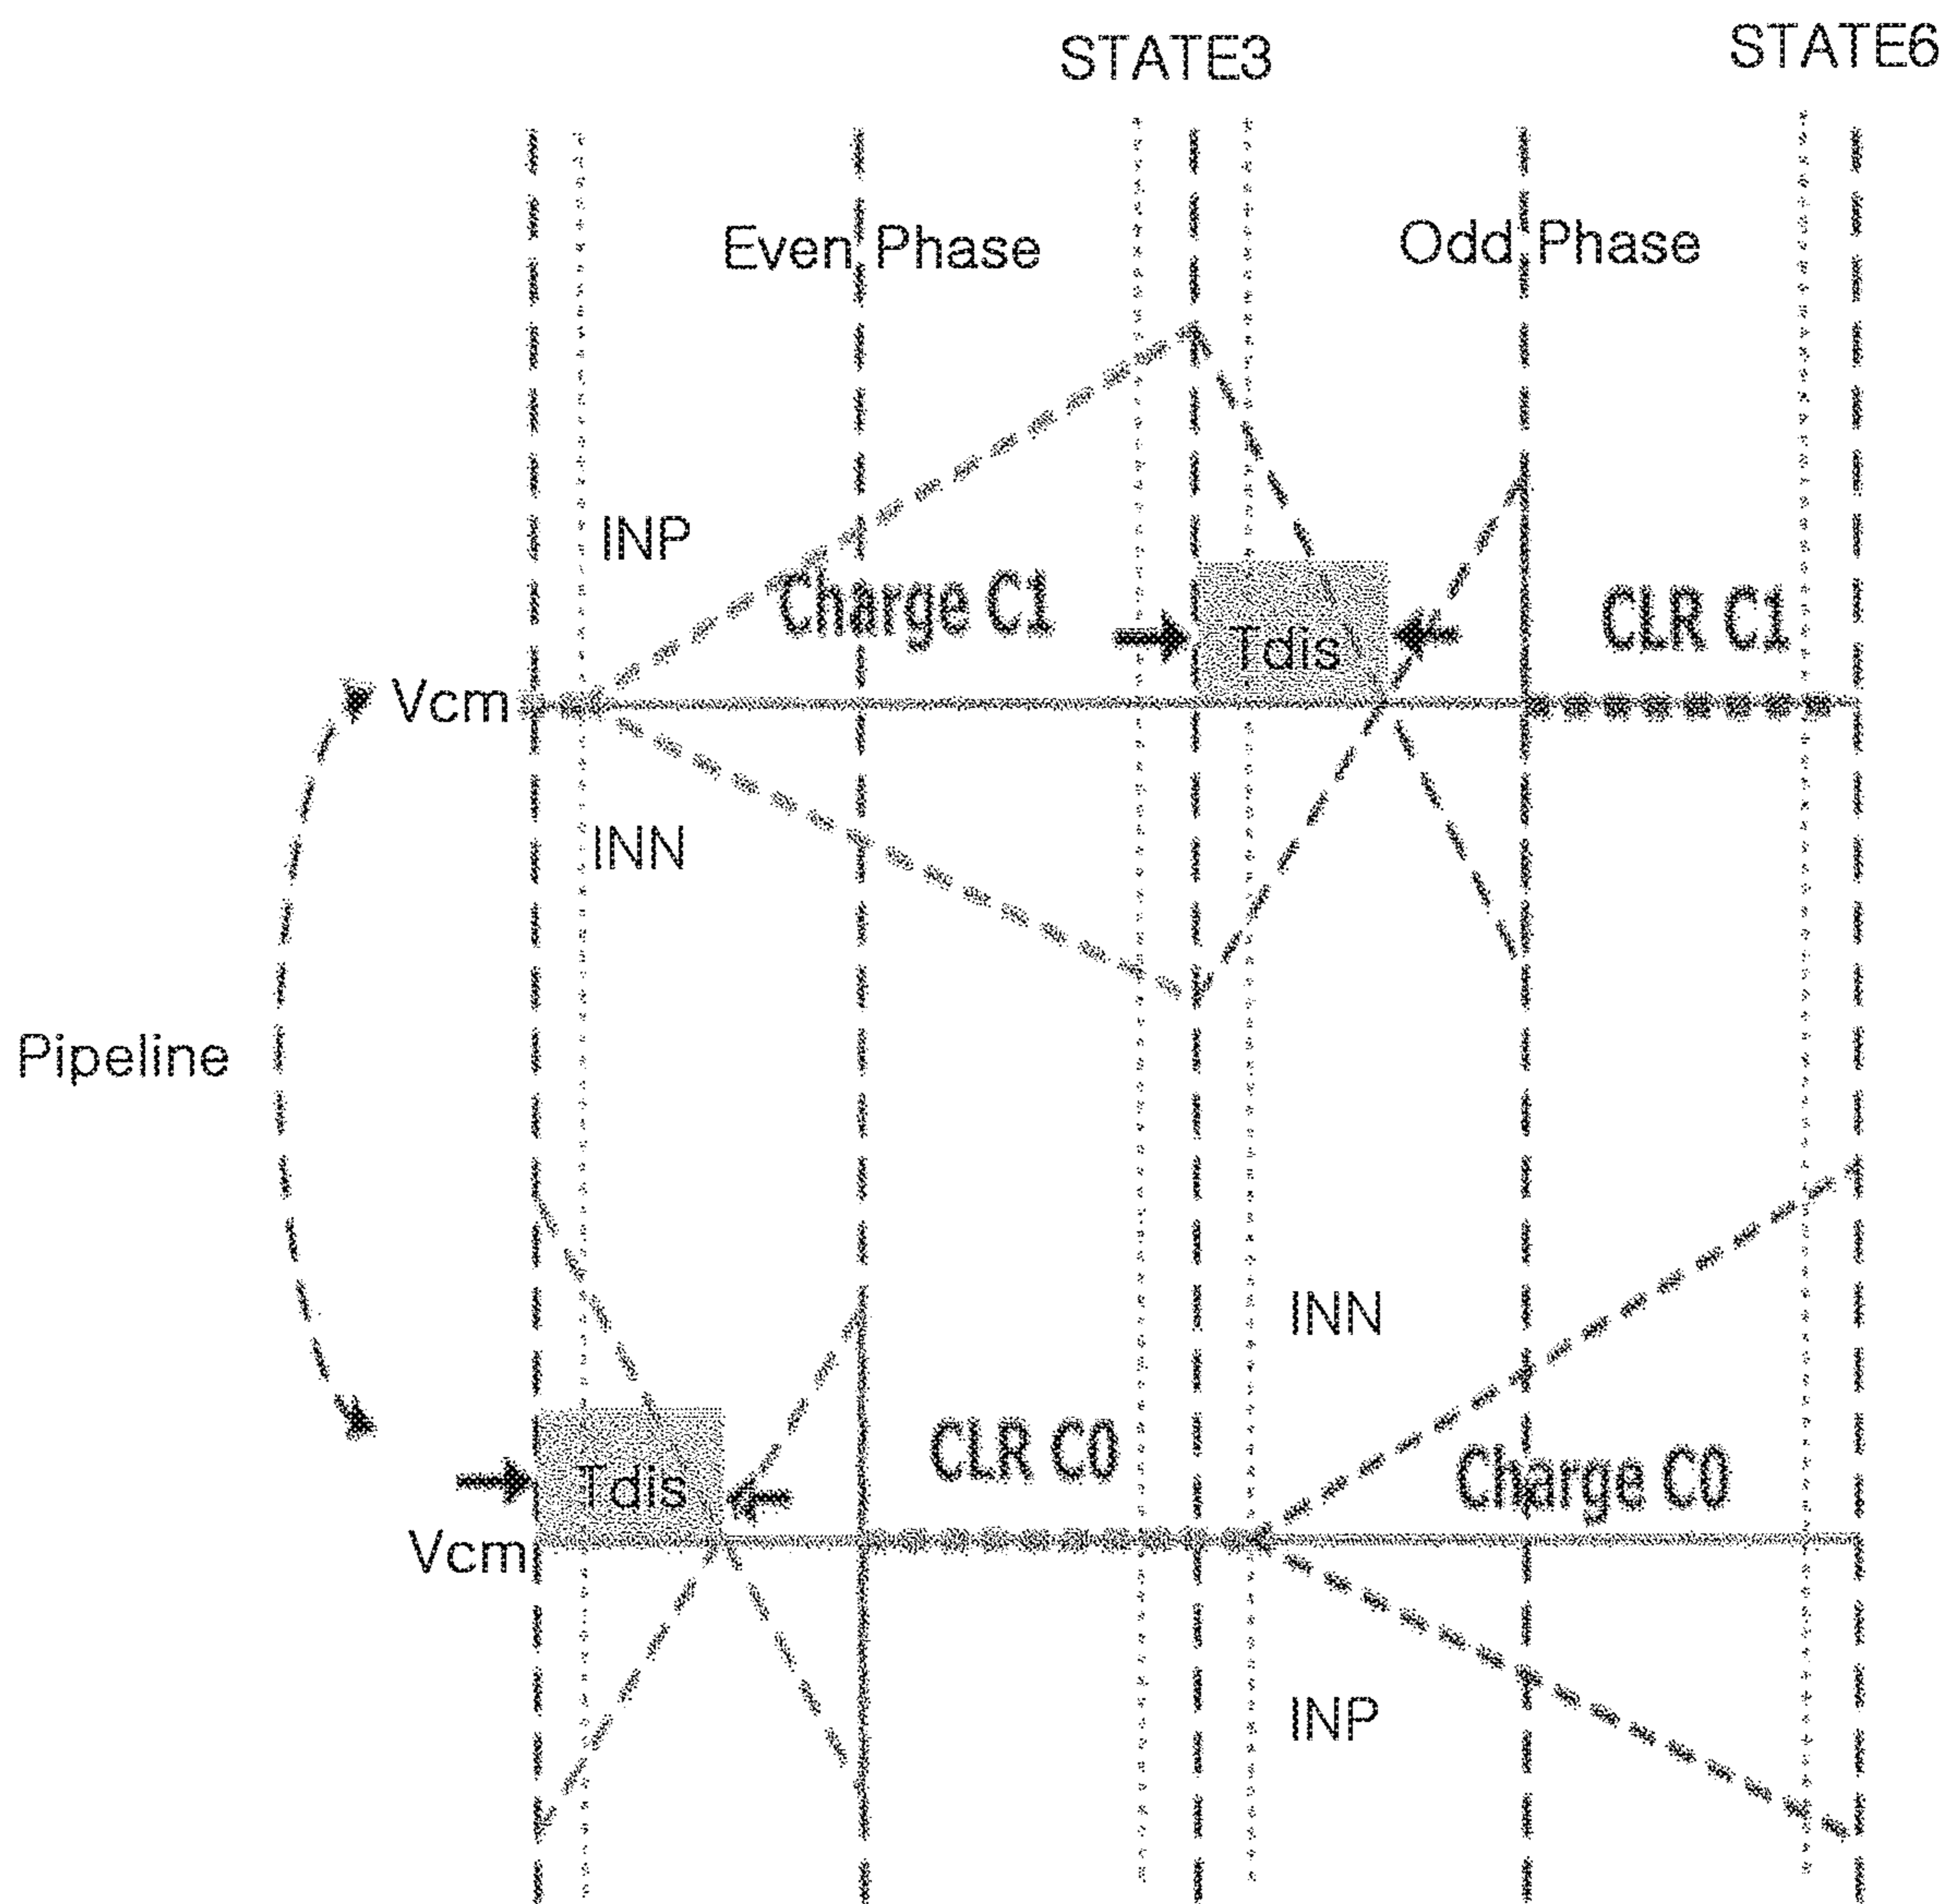 STATE3
STATE6
Even Phase
Odd Phase
INP
Charge C1
Tdis
CLR C1
Vcm
INN
Pipeline
INN
CLR C0
Charge C0
Tdis
Vcm
INP